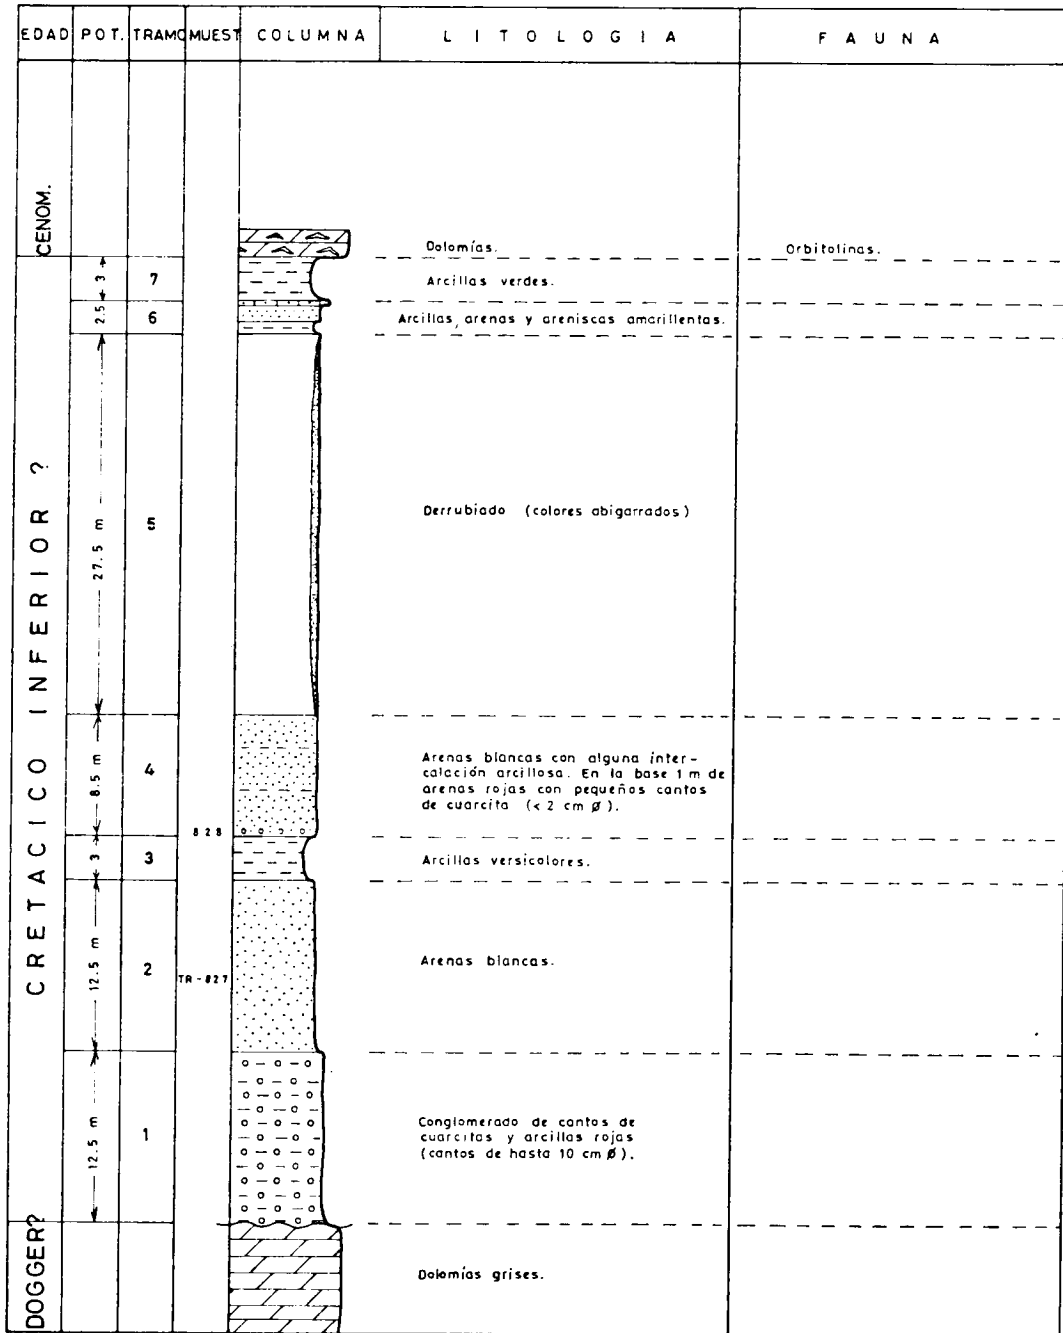 EDAD POT. TRAMO MUEST COLUMNA LITOLOGIA FAUNA
CENOM.
Dolomías.
Orbitolinas.
3
7
Arcillas verdes.
2.5
6
Arcillas, arenas y areniscas amarillentas.
CRETACICO INFERIOR ?
27.5 m
5
Derrubiado (colores abigarrados)
8.5 m
4
Arenas blancas con alguna inter-
calación arcillosa. En la base 1 m de
arenas rojas con pequeños cantos
de cuarcita (< 2 cm Ø).
828
3
3
Arcillas versicolores.
12.5 m
2
TR-827
Arenas blancas.
12.5 m
1
Conglomerado de cantos de
cuarcitas y arcillas rojas
(cantos de hasta 10 cm Ø).
DOGGER?
Dolomías grises.